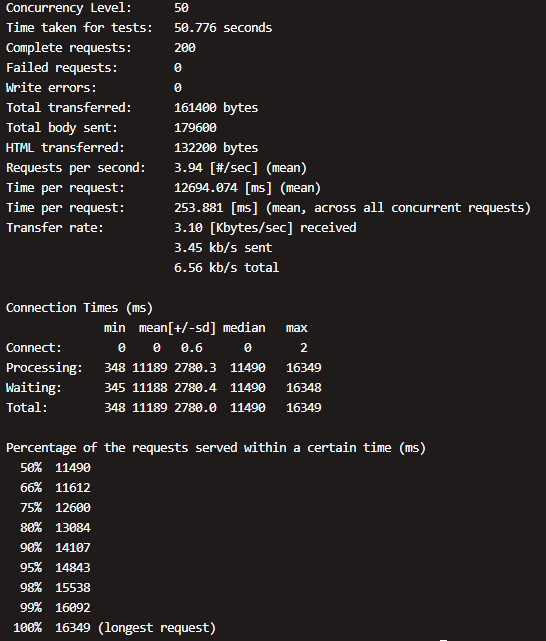 Concurrency Level:      50
Time taken for tests:   50.776 seconds
Complete requests:      200
Failed requests:        0
Write errors:           0
Total transferred:      161400 bytes
Total body sent:        179600
HTML transferred:       132200 bytes
Requests per second:    3.94 [#/sec] (mean)
Time per request:       12694.074 [ms] (mean)
Time per request:       253.881 [ms] (mean, across all concurrent requests)
Transfer rate:          3.10 [Kbytes/sec] received
                        3.45 kb/s sent
                        6.56 kb/s total

Connection Times (ms)
              min  mean[+/-sd] median   max
Connect:        0    0   0.6      0       2
Processing:   348 11189 2780.3  11490   16349
Waiting:      345 11188 2780.4  11490   16348
Total:        348 11189 2780.0  11490   16349

Percentage of the requests served within a certain time (ms)
  50%  11490
  66%  11612
  75%  12600
  80%  13084
  90%  14107
  95%  14843
  98%  15538
  99%  16092
 100%  16349 (longest request)